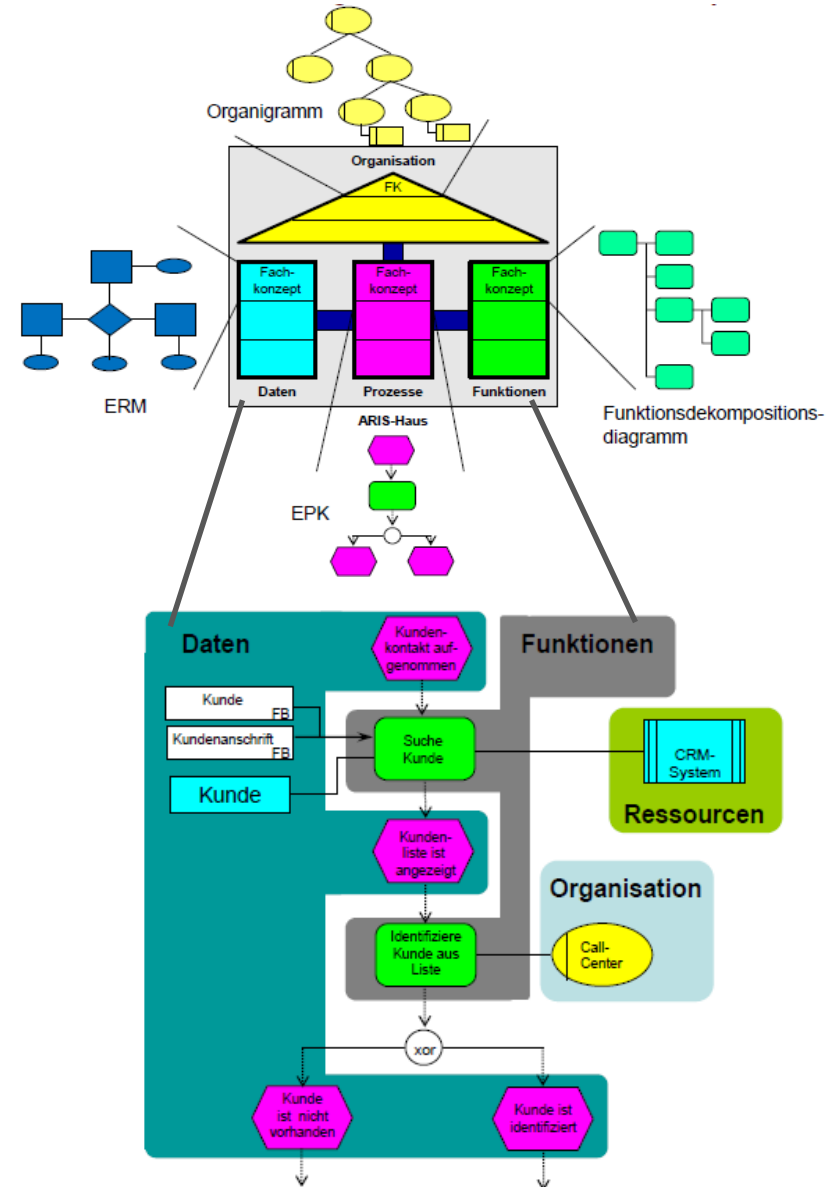 Organigramm
Organisation
FK
Fach-
konzept
Fach-
konzept
Fach-
konzept
Daten
Prozesse
Funktionen
ERM
ARIS-Haus
Funktionsdekompositions-
diagramm
EPK
Daten
Kunden-
kontakt auf-
genommen
Funktionen
Kunde
FB
Kundenanschrift
FB
Kunde
Suche
Kunde
CRM-
System
Ressourcen
Kunden-
liste ist
angezeigt
Organisation
Identifiziere
Kunde aus
Liste
Call-
Center
xor
Kunde
ist nicht
vorhanden
Kunde ist
identifiziert